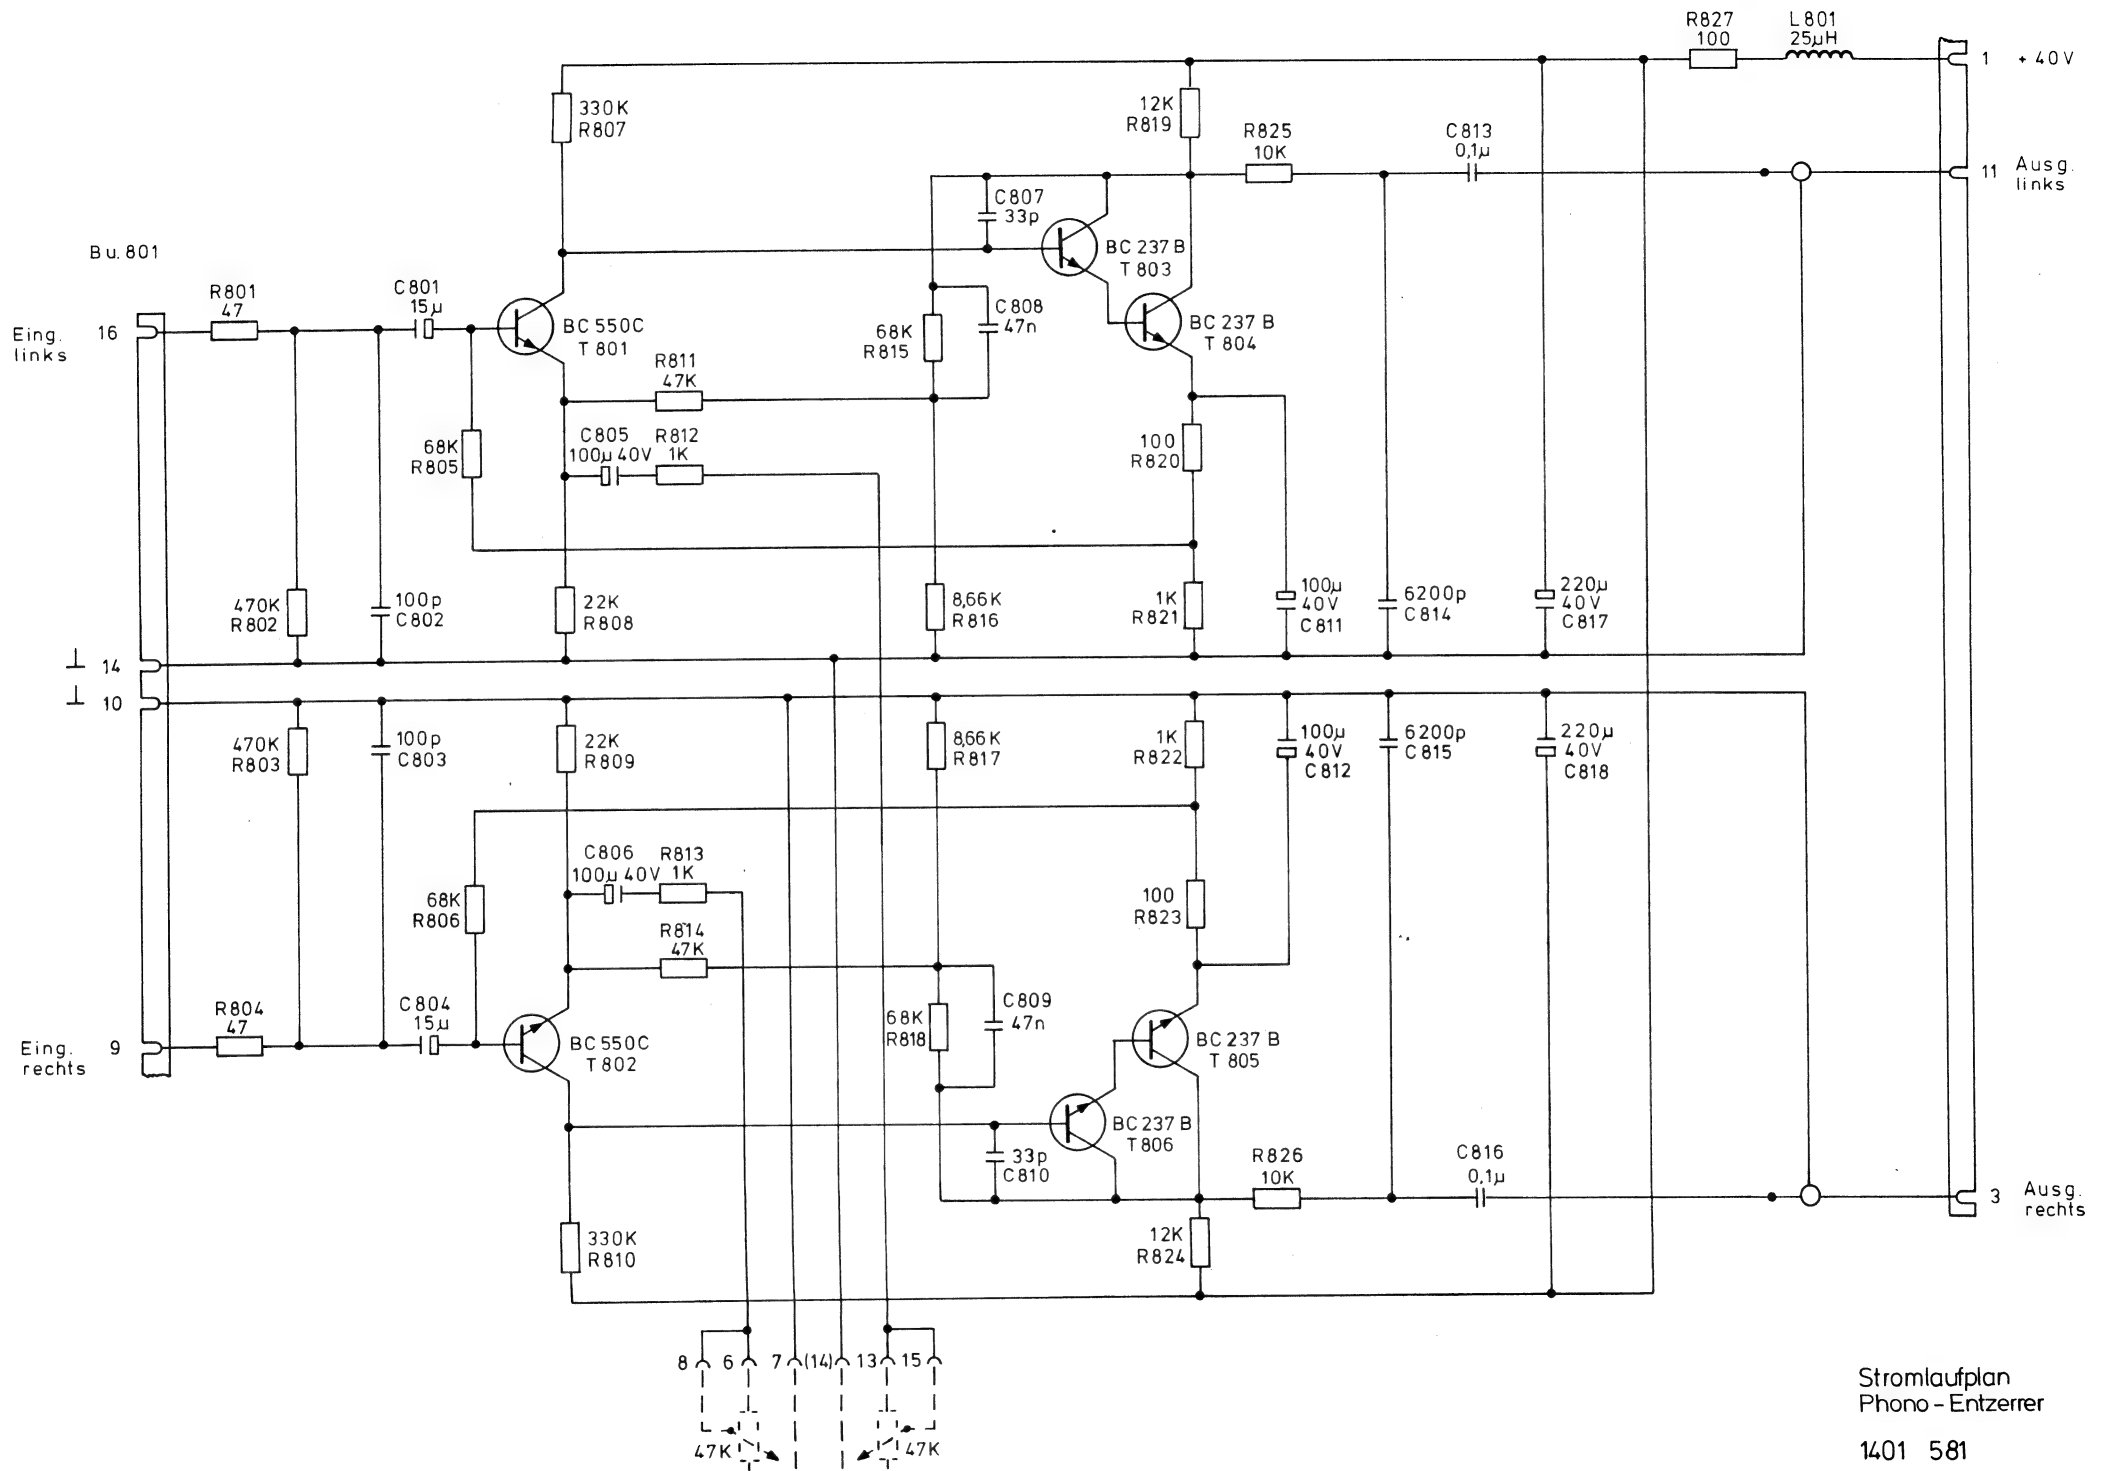 R827
100
L801
25µH
1 +40V
330K
R807
12K
R819
R825
10K
C813
0,1µ
11 Ausg.
links
C807
33p
BC 237 B
T 803
Bu.801
R801
47
C801
15µ
Eing.
links
16
BC 550C
T 801
68K
R815
C808
47n
BC 237 B
T 804
R811
47K
68K
R805
C805
100µ 40V
R812
1K
100
R820
470K
R802
100p
C802
22K
R808
8,66K
R816
1K
R821
100µ
40V
C811
6200p
C814
220µ
40V
C817
⊥ 14
⊥ 10
470K
R803
100p
C803
22K
R809
8,66K
R817
1K
R822
100µ
40V
C812
6200p
C815
220µ
40V
C818
68K
R806
C806
100µ 40V
R813
1K
100
R823
R814
47K
Eing.
rechts
9
R804
47
C804
15µ
BC 550C
T 802
68K
R818
C809
47n
BC 237 B
T 805
BC 237 B
T 806
33p
C810
R826
10K
C816
0,1µ
3 Ausg.
rechts
330K
R810
12K
R824
8 6 7 (14) 13 15
47K
47K
Stromlaufplan
Phono - Entzerrer
1401 581